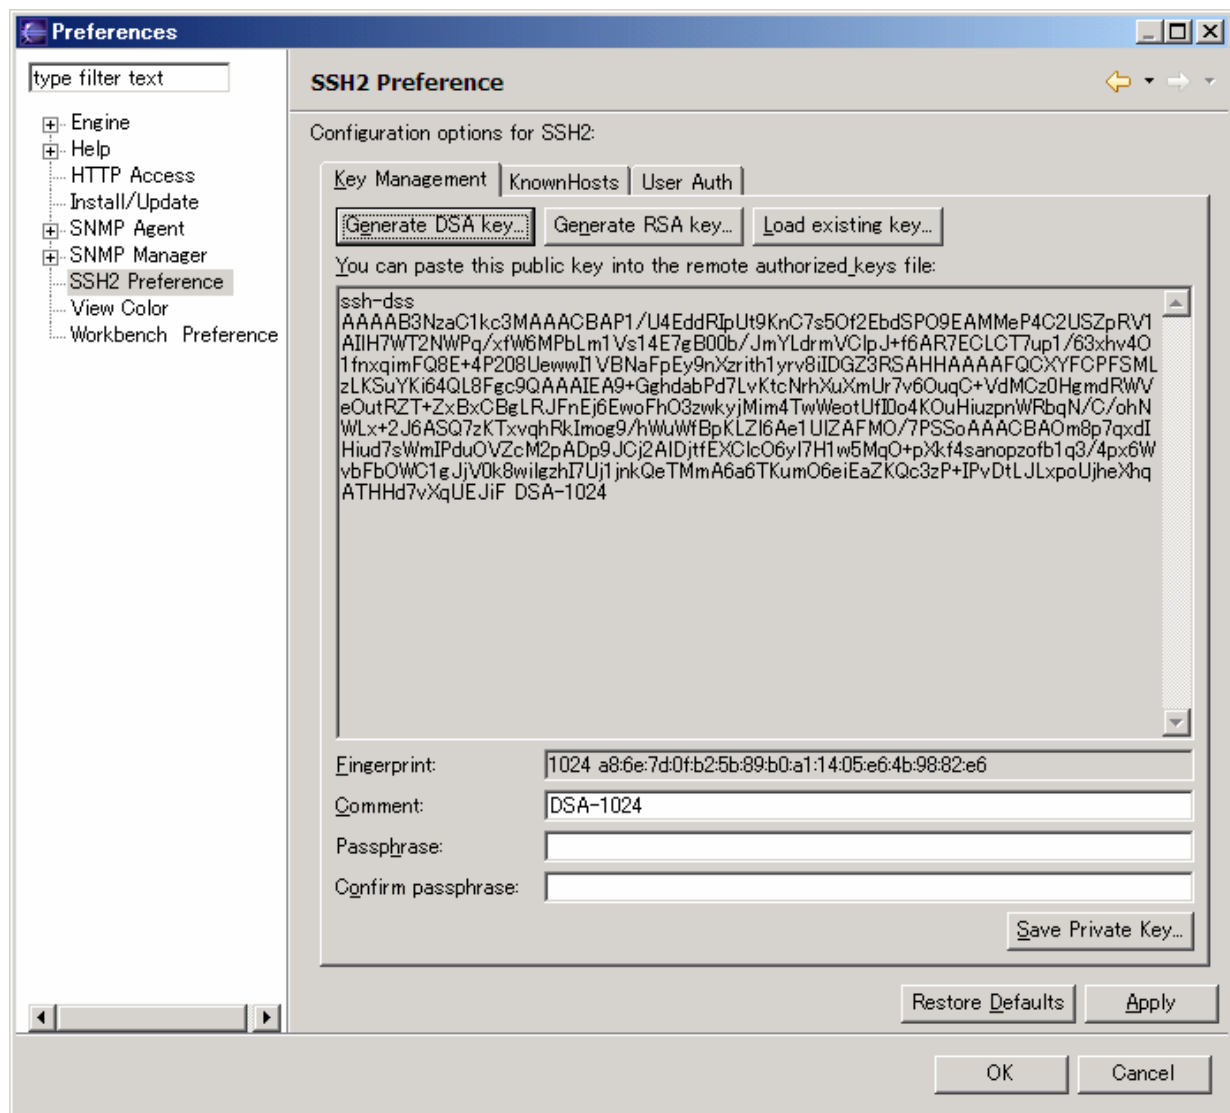 Preferences
type filter text
Engine
Help
HTTP Access
Install/Update
SNMP Agent
SNMP Manager
SSH2 Preference
View Color
Workbench Preference
SSH2 Preference
Configuration options for SSH2:
Key Management KnownHosts User Auth
Generate DSA key... Generate RSA key... Load existing key...
You can paste this public key into the remote authorized_keys file:
ssh-dss
AAAAB3NzaC1kc3MAAACBAP1/U4EddRIpUt9KnC7s5Of2EbdSPO9EAMMeP4C2USZpRV1
AIlH7WT2NWPq/xfW6MPbLm1Vs14E7gB00b/JmYLdrmVClpJ+f6AR7ECLCT7up1/63xhv4O
1fnxqimFQ8E+4P208UewwI1VBNaFpEy9nXzrith1yrv8iIDGZ3RSAHHAAAAFQCXYFCPFSML
zLKSuYKi64QL8Fgc9QAAAIEA9+GghdabPd7LvKtcNrhXuXmUr7v6OuqC+VdMCz0HgmdRWV
eOutRZT+ZxBxCBgLRJFnEj6EwoFhO3zwkyjMim4TwWeotUfI0o4KOuHiuzpnWRbqN/C/ohN
WLx+2J6ASQ7zKTxvqhRkImog9/hWuWfBpKLZl6Ae1UlZAFMO/7PSSoAAACBAOm8p7qxdI
Hiud7sWmIPduOVZcM2pADp9JCj2AIDjtfEXClcO6yI7H1w5MqO+pXkf4sanopzofb1q3/4px6W
vbFbOWC1gJjV0k8wilgzhI7Uj1jnkQeTMmA6a6TKumO6eiEaZKQc3zP+IPvDtLJLxpoUjheXhq
ATHHd7vXqUEJiF DSA-1024
Fingerprint: 1024 a8:6e:7d:0f:b2:5b:89:b0:a1:14:05:e6:4b:98:82:e6
Comment: DSA-1024
Passphrase:
Confirm passphrase:
Save Private Key...
Restore Defaults Apply
OK Cancel